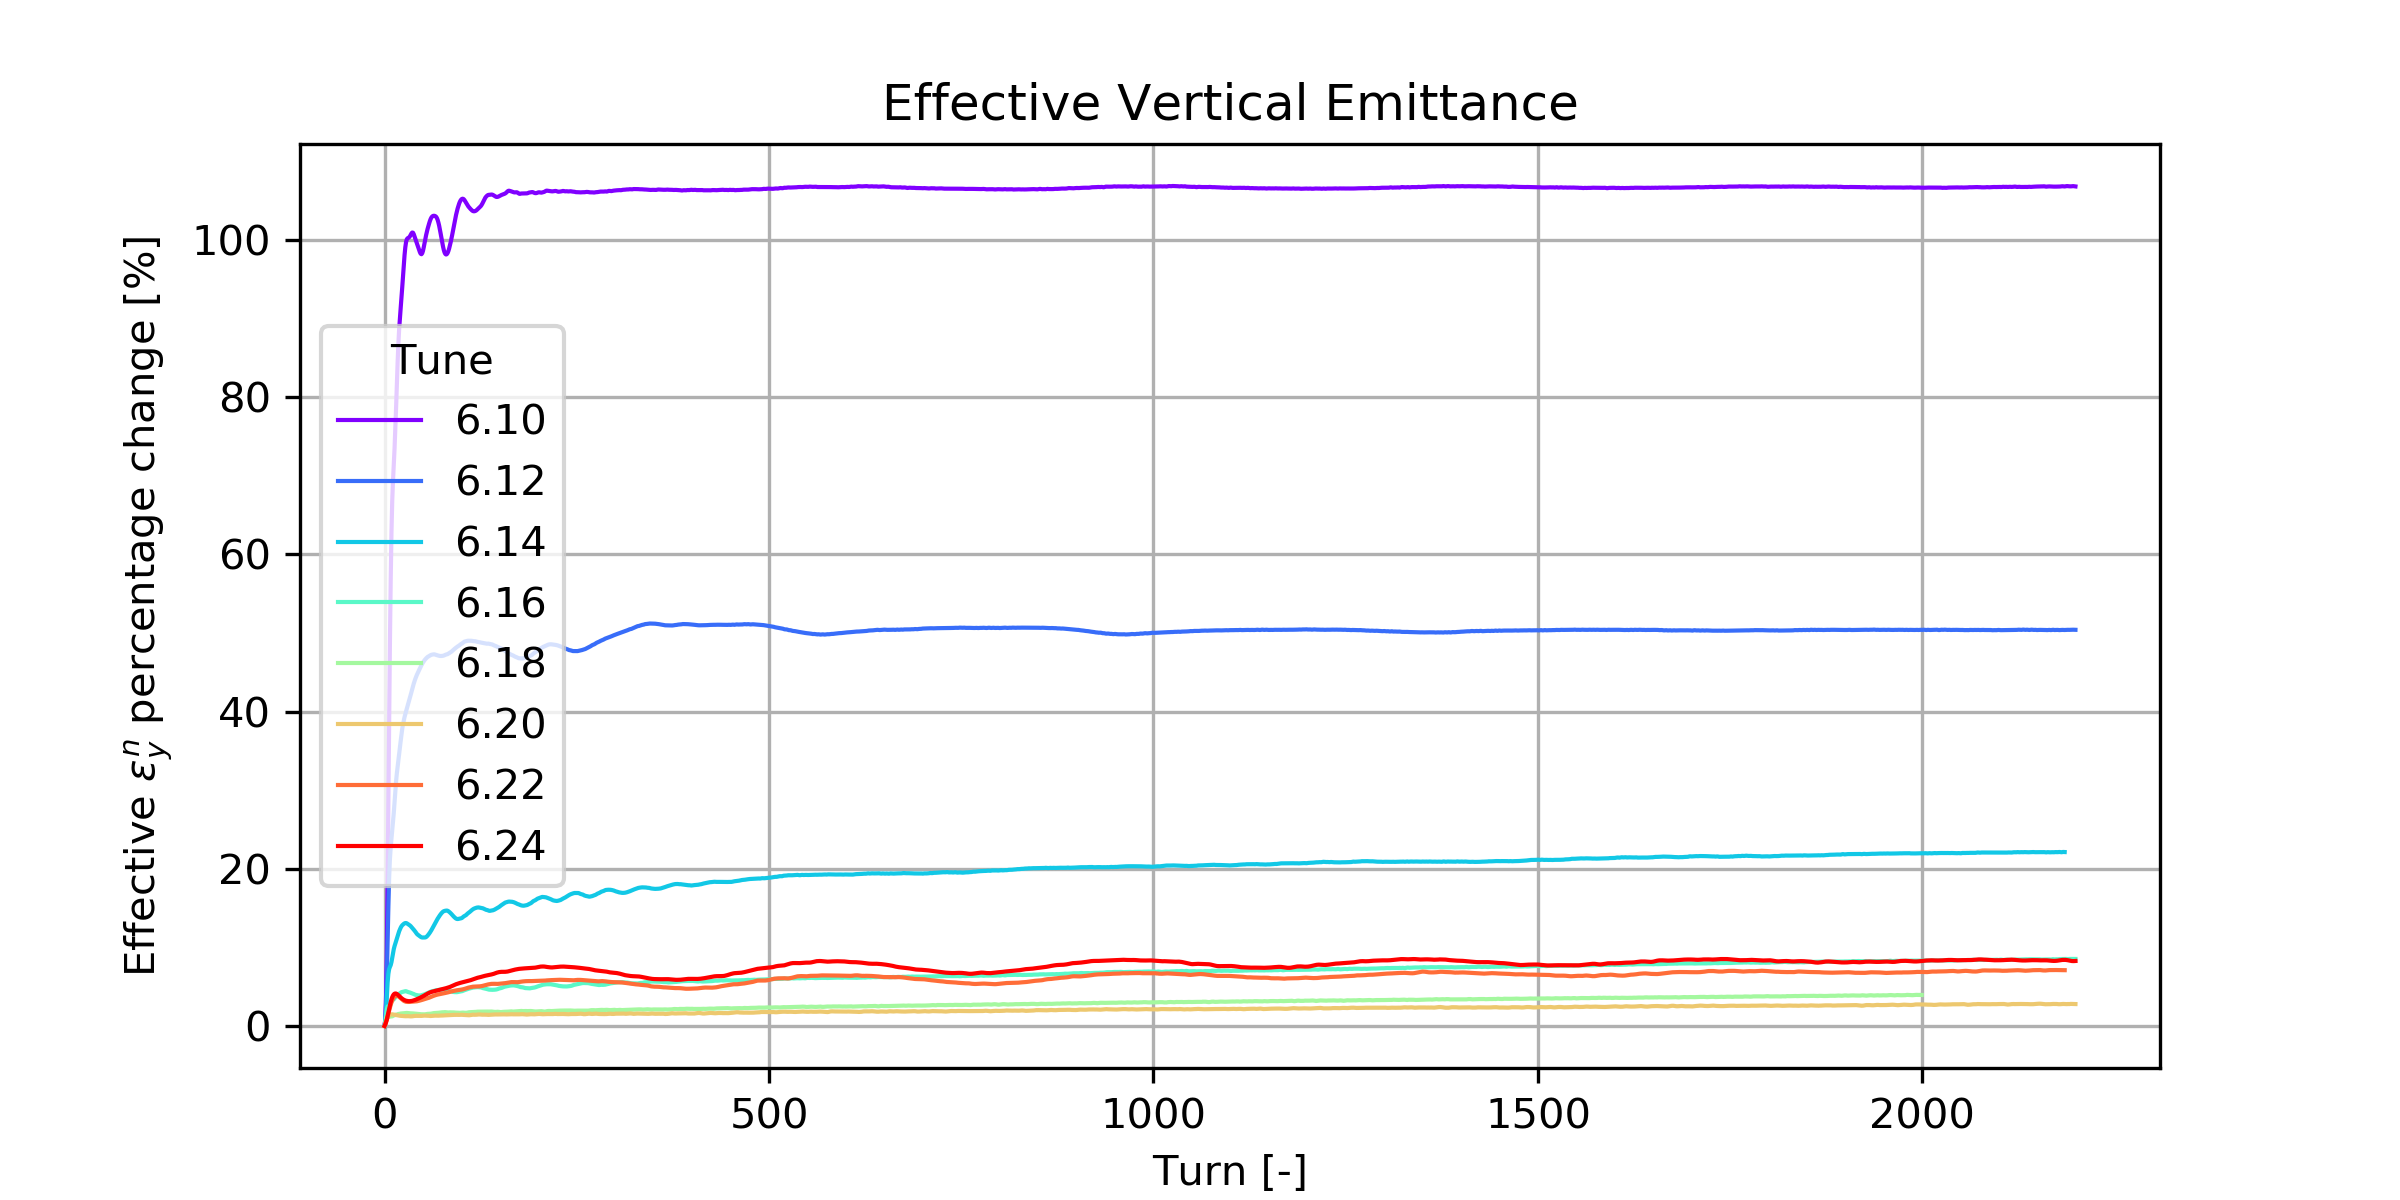 Effective Vertical Emittance
Effective ε_y^n percentage change [%]
100
80
60
40
20
0
Tune
6.10
6.12
6.14
6.16
6.18
6.20
6.22
6.24
0 500 1000 1500 2000
Turn [-]